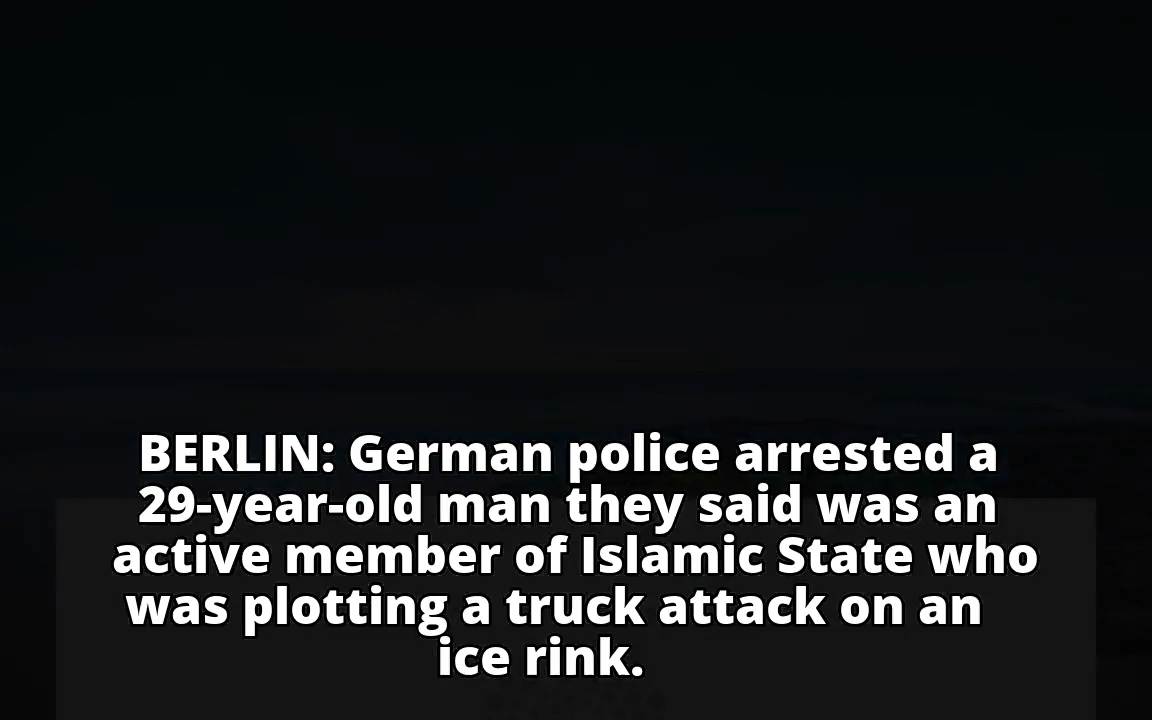 BERLIN: German police arrested a
29-year-old man they said was an
active member of Islamic State who
was plotting a truck attack on an
ice rink.